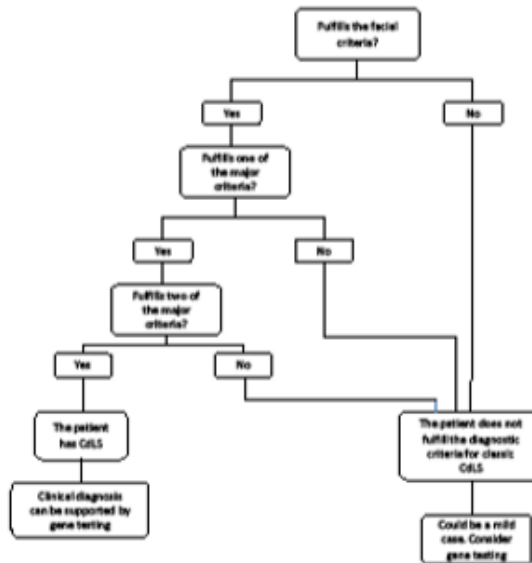 Fulfills the facial
criteria?
Yes
No
Fulfills one of
the major
criteria?
Yes
No
Fulfills two of
the major
criteria?
Yes
No
The patient
has CdLS
The patient does not
fulfill the diagnostic
criteria for classic
CdLS
Clinical diagnosis
can be supported by
gene testing
Could be a mild
case. Consider
gene testing